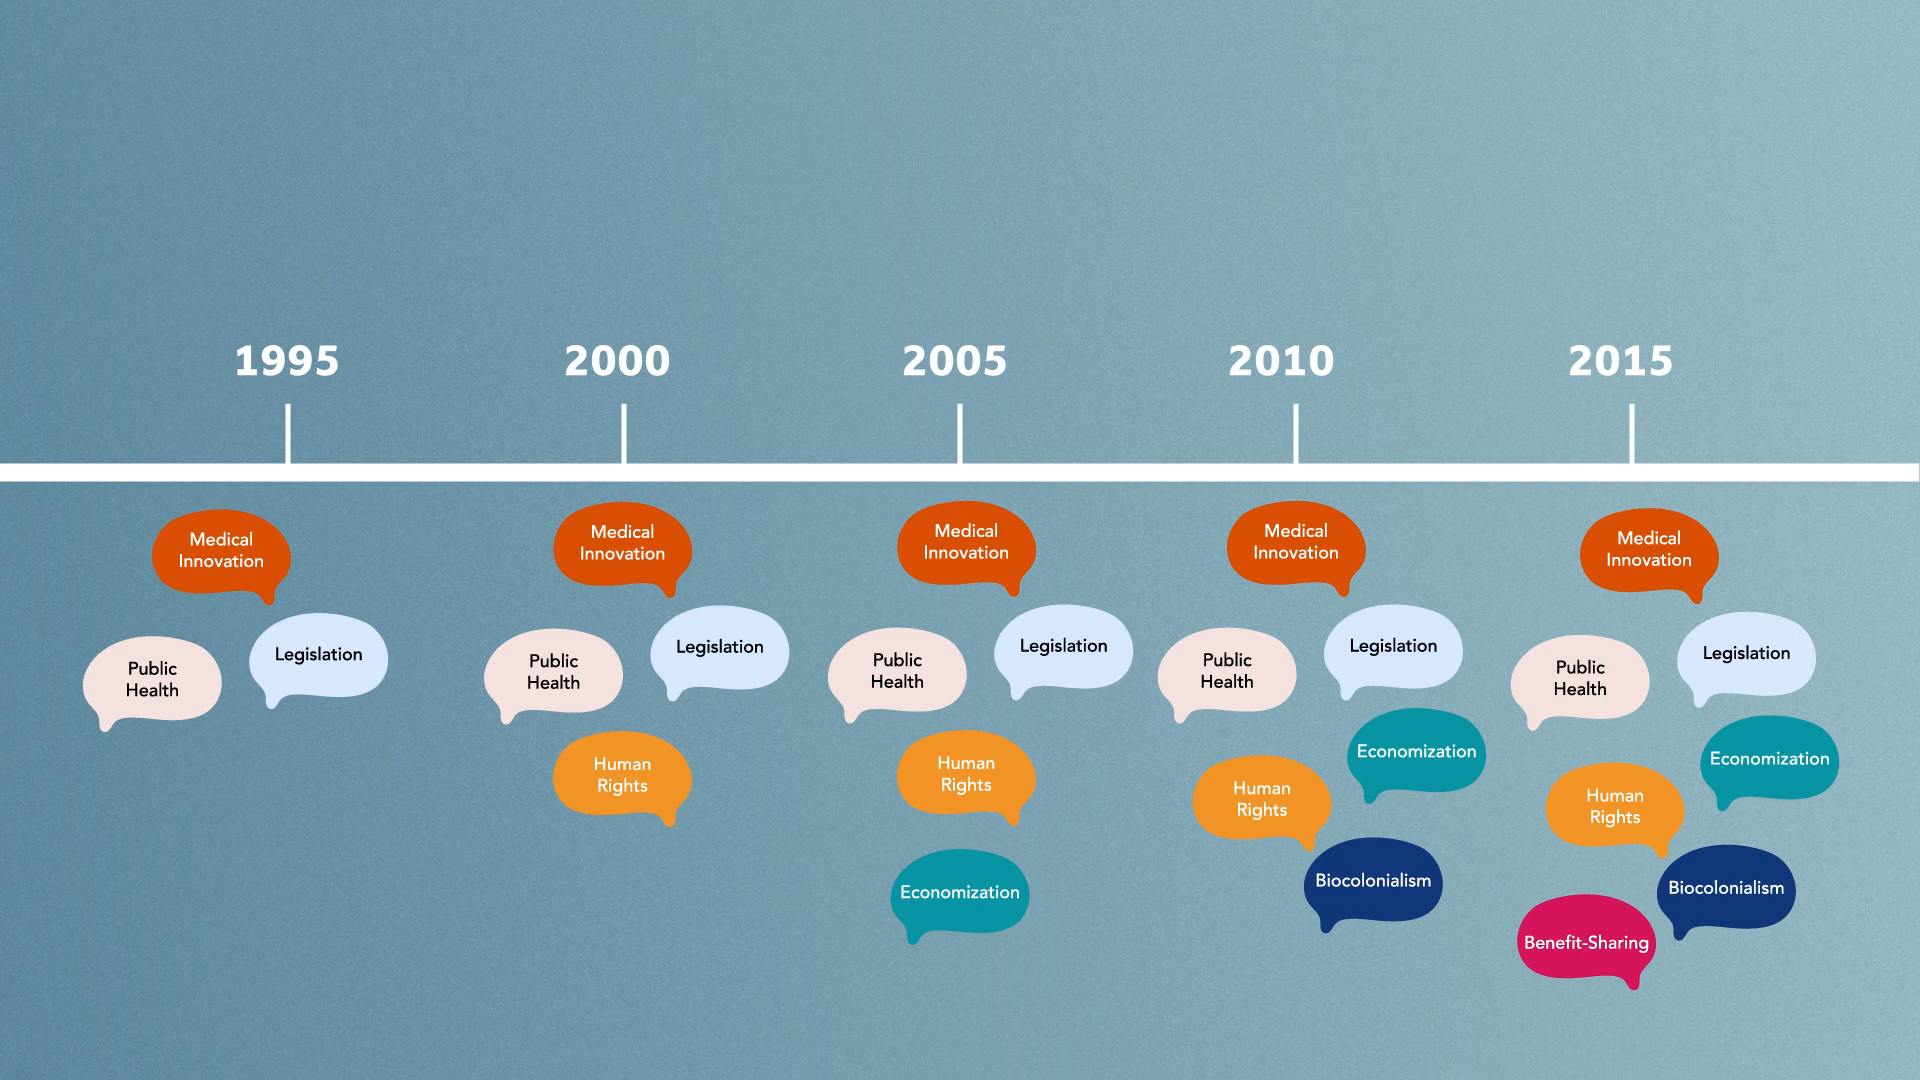 1995
2000
2005
2010
2015
Medical
Innovation
Public
Health
Legislation
Medical
Innovation
Public
Health
Legislation
Human
Rights
Medical
Innovation
Public
Health
Legislation
Human
Rights
Economization
Medical
Innovation
Public
Health
Legislation
Economization
Human
Rights
Biocolonialism
Medical
Innovation
Public
Health
Legislation
Economization
Human
Rights
Biocolonialism
Benefit-Sharing